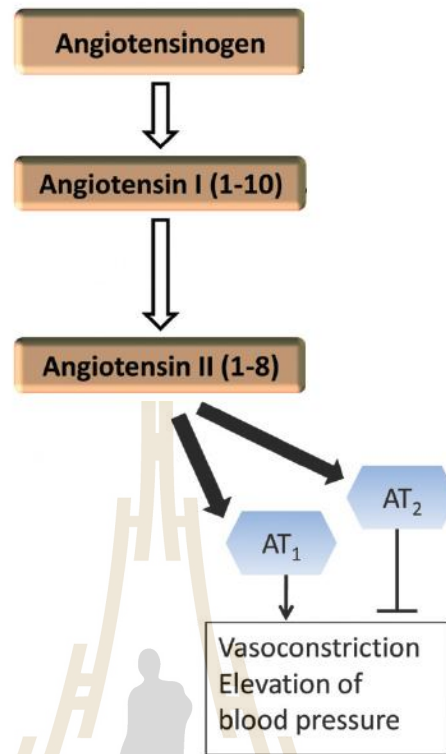 Angiotensinogen
Angiotensin I (1-10)
Angiotensin II (1-8)
AT₂
AT₁
Vasoconstriction
Elevation of
blood pressure